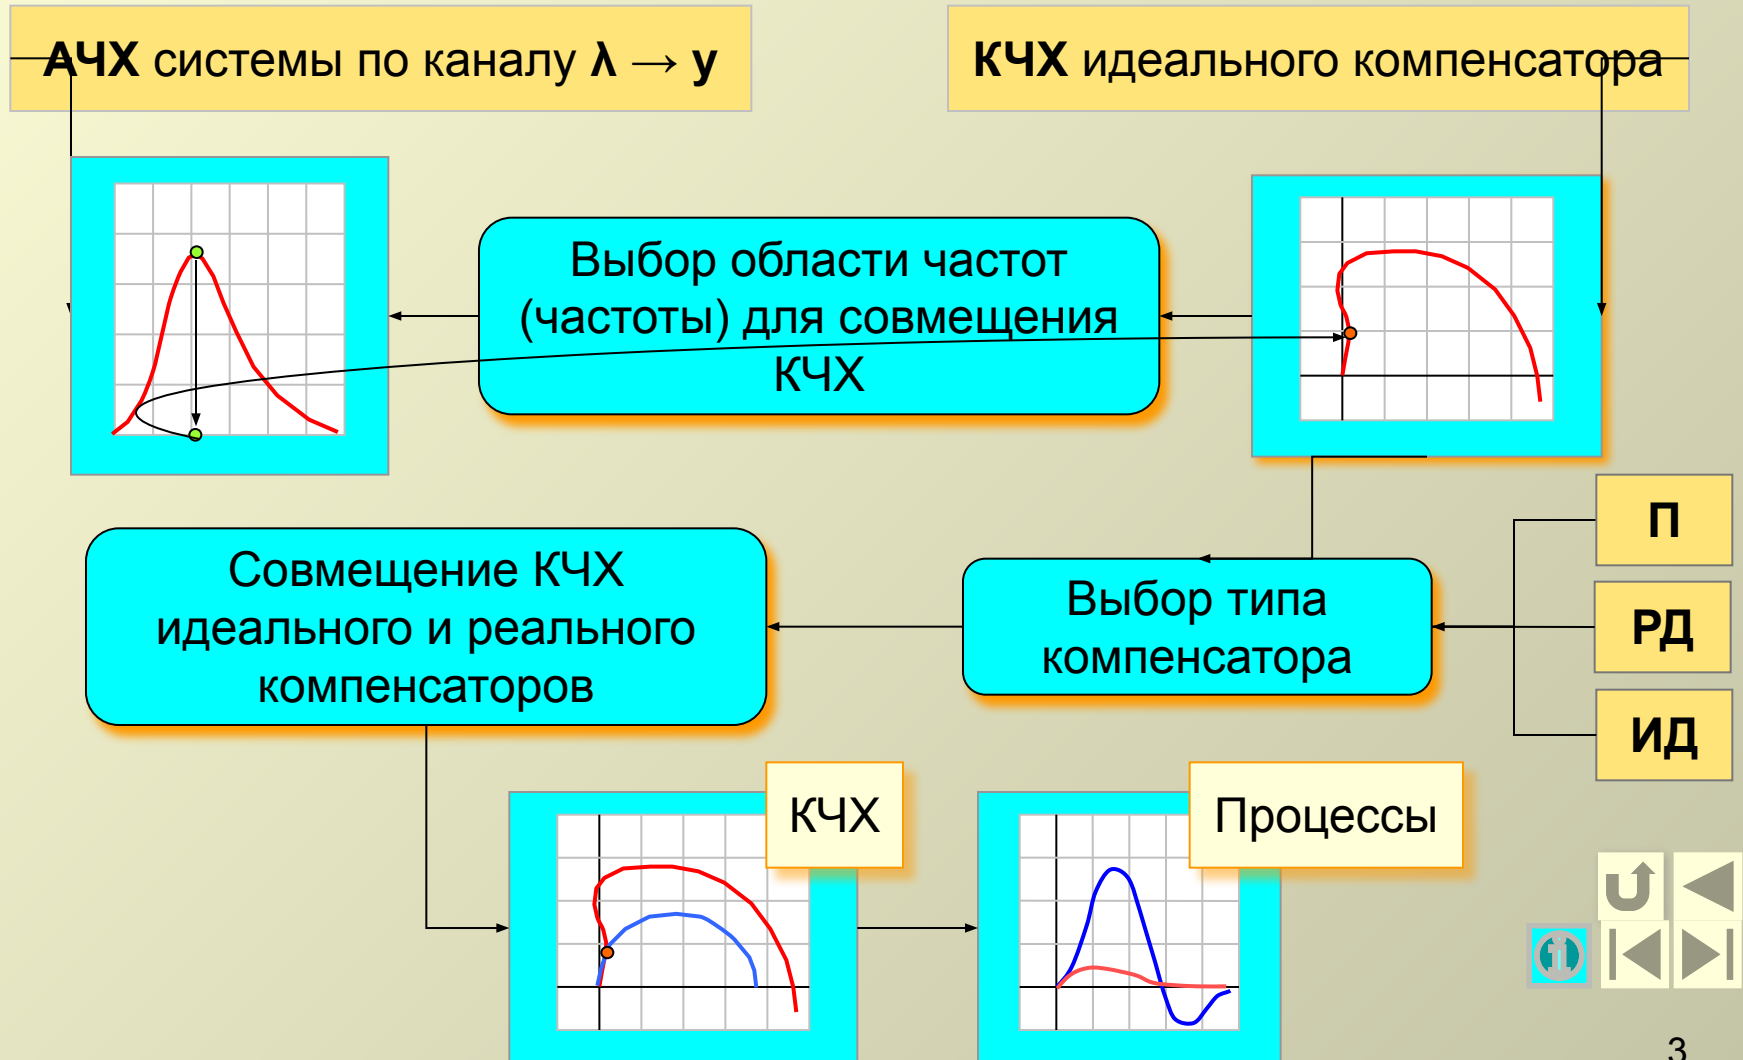 АЧХ системы по каналу λ → y
КЧХ идеального компенсатора
Выбор области частот
(частоты) для совмещения
КЧХ
П
РД
ИД
Выбор типа
компенсатора
Совмещение КЧХ
идеального и реального
компенсаторов
КЧХ
Процессы
3